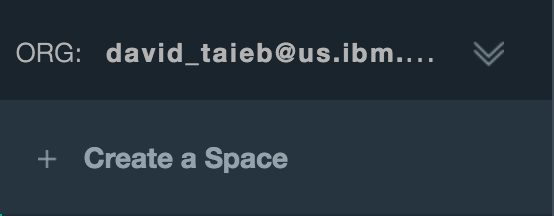 ORG: david_taieb@us.ibm....
+ Create a Space